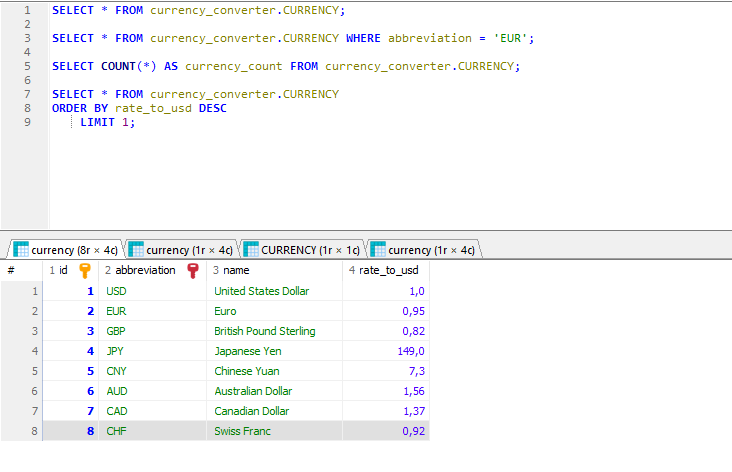 1 SELECT * FROM currency_converter.CURRENCY;
2
3 SELECT * FROM currency_converter.CURRENCY WHERE abbreviation = 'EUR';
4
5 SELECT COUNT(*) AS currency_count FROM currency_converter.CURRENCY;
6
7 SELECT * FROM currency_converter.CURRENCY
8 ORDER BY rate_to_usd DESC
9 LIMIT 1;
currency (8r × 4c) currency (1r × 4c) CURRENCY (1r × 1c) currency (1r × 4c)
# 1 id 2 abbreviation 3 name 4 rate_to_usd
1 1 USD United States Dollar 1,0
2 2 EUR Euro 0,95
3 3 GBP British Pound Sterling 0,82
4 4 JPY Japanese Yen 149,0
5 5 CNY Chinese Yuan 7,3
6 6 AUD Australian Dollar 1,56
7 7 CAD Canadian Dollar 1,37
8 8 CHF Swiss Franc 0,92